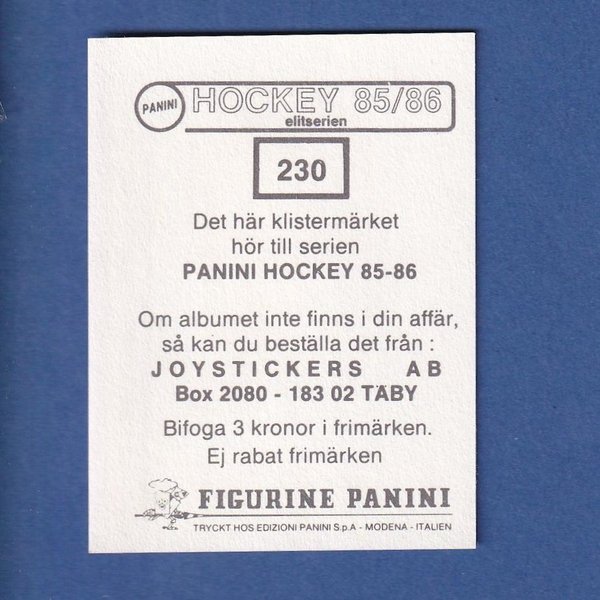 PANINI HOCKEY 85/86
elitserien
230
Det här klistermärket
hör till serien
PANINI HOCKEY 85-86
Om albumet inte finns i din affär,
så kan du beställa det från :
JOYSTICKERS AB
Box 2080 - 183 02 TÄBY
Bifoga 3 kronor i frimärken.
Ej rabat frimärken
FIGURINE PANINI
TRYCKT HOS EDIZIONI PANINI S.p.A - MODENA - ITALIEN